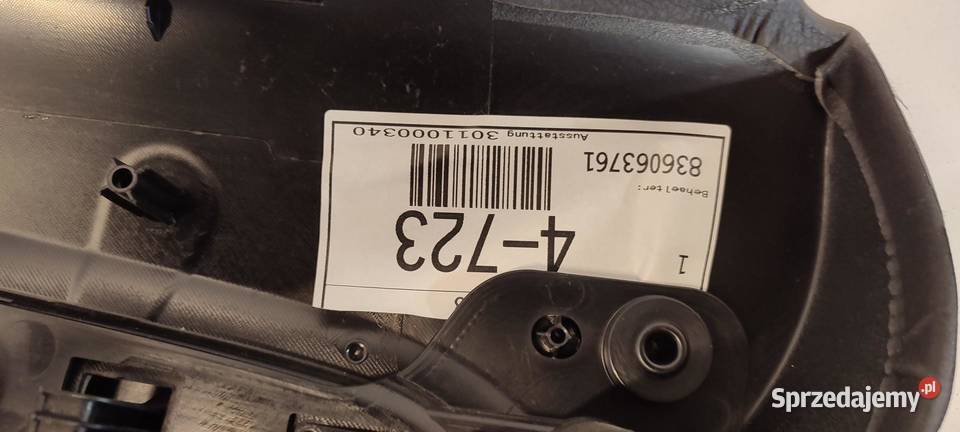 1
4-723
Behaelter:
836063761
Ausstattung 3011000340
Sprzedajemy.pl